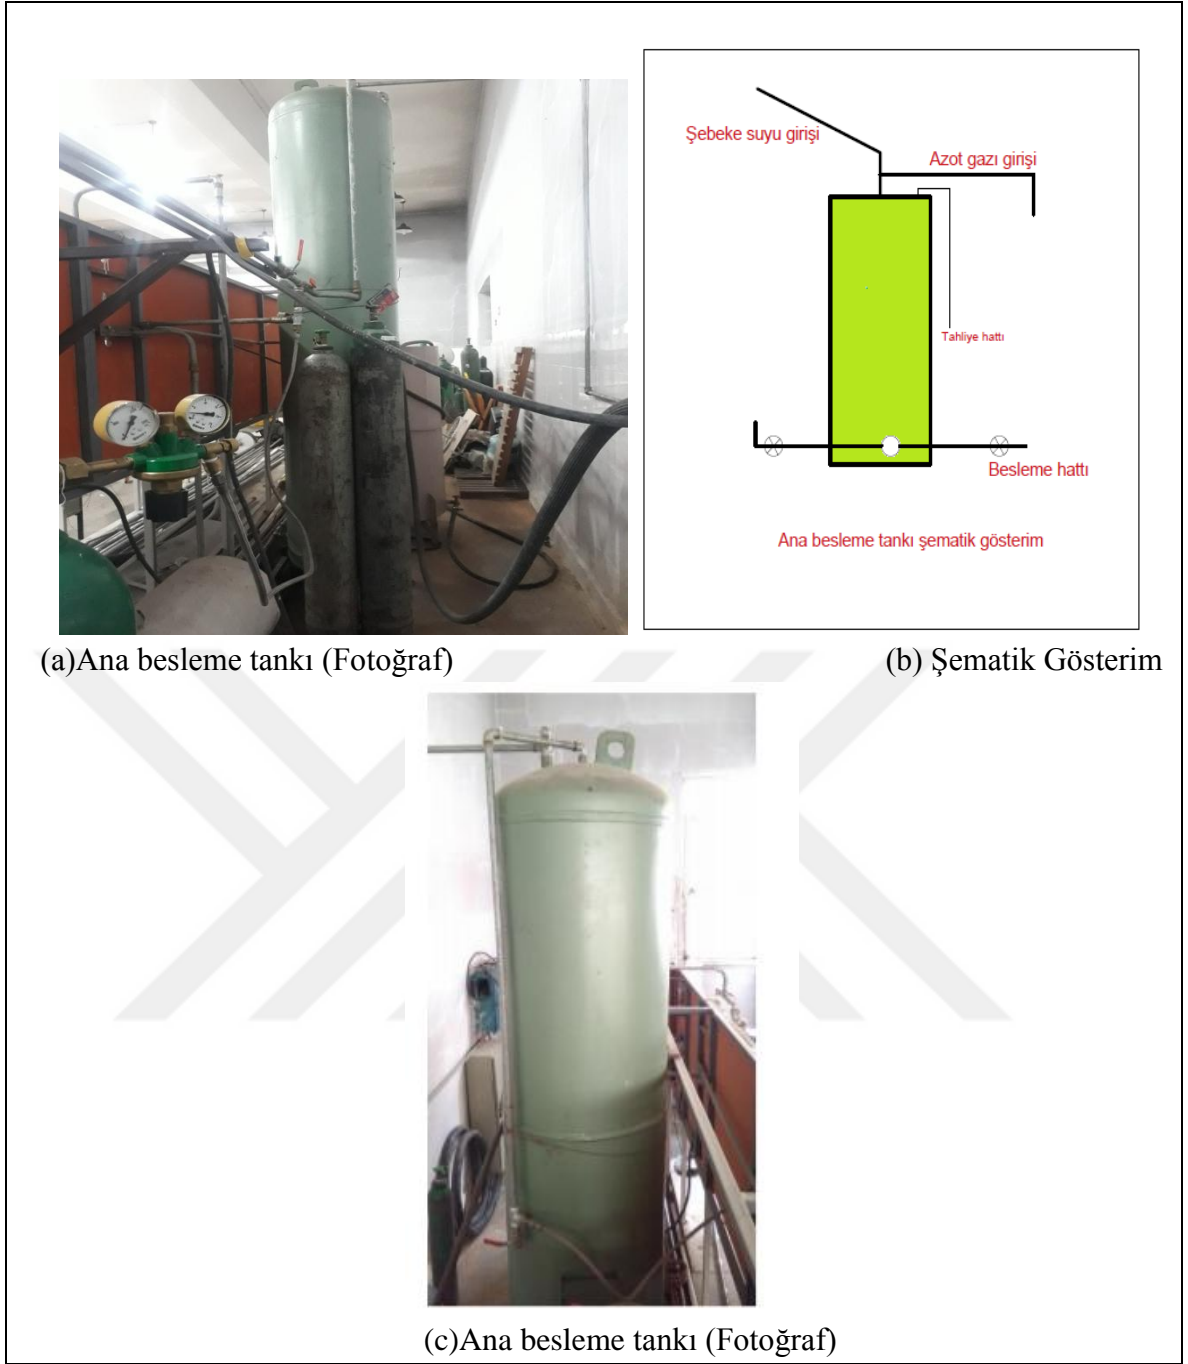 Şebeke suyu girişi
Azot gazı girişi
Tahliye hattı
Besleme hattı
Ana besleme tankı şematik gösterim
(a)Ana besleme tankı (Fotoğraf)
(b) Şematik Gösterim
(c)Ana besleme tankı (Fotoğraf)